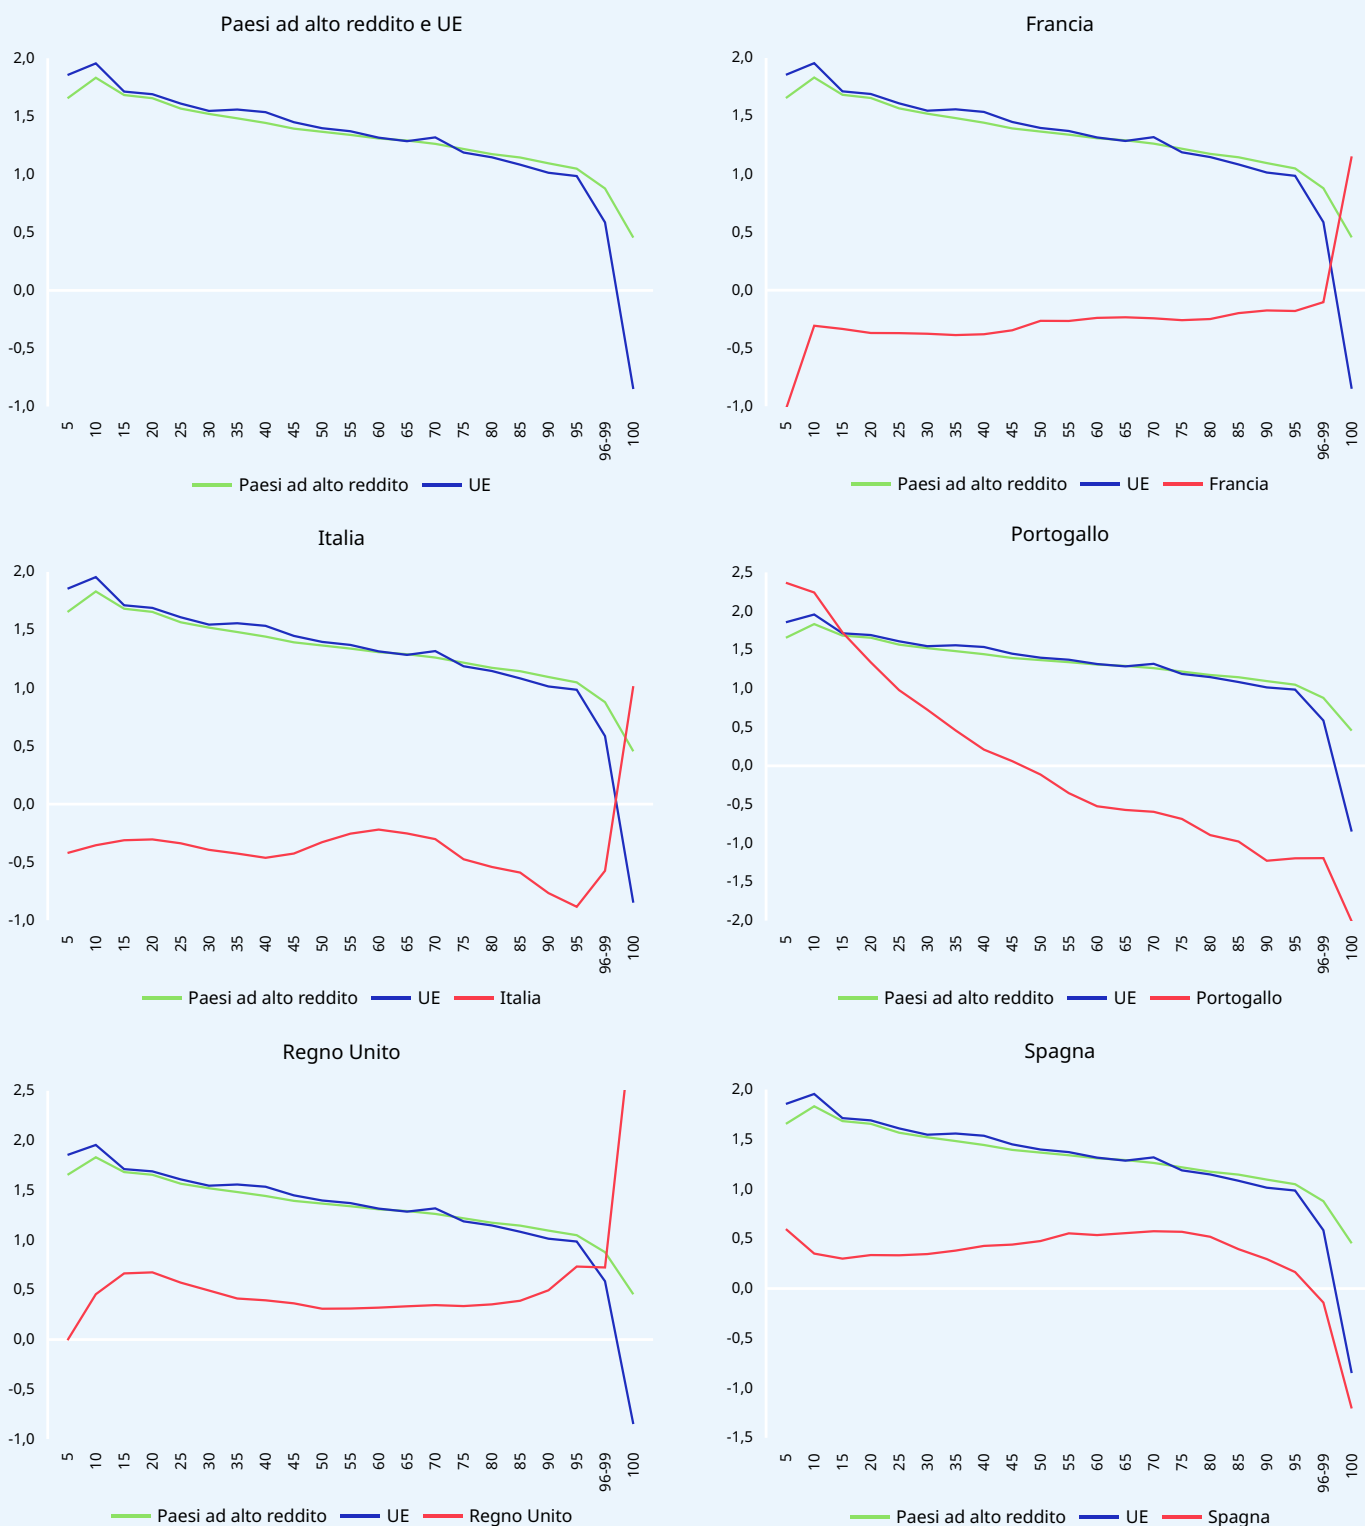 Paesi ad alto reddito e UE
2,0
1,5
1,0
0,5
0,0
-0,5
-1,0
5 10 15 20 25 30 35 40 45 50 55 60 65 70 75 80 85 90 95 96-99 100
Paesi ad alto reddito UE
Francia
2,0
1,5
1,0
0,5
0,0
-0,5
-1,0
5 10 15 20 25 30 35 40 45 50 55 60 65 70 75 80 85 90 95 96-99 100
Paesi ad alto reddito UE Francia
Italia
2,0
1,5
1,0
0,5
0,0
-0,5
-1,0
5 10 15 20 25 30 35 40 45 50 55 60 65 70 75 80 85 90 95 96-99 100
Paesi ad alto reddito UE Italia
Portogallo
2,5
2,0
1,5
1,0
0,5
0,0
-0,5
-1,0
-1,5
-2,0
5 10 15 20 25 30 35 40 45 50 55 60 65 70 75 80 85 90 95 96-99 100
Paesi ad alto reddito UE Portogallo
Regno Unito
2,5
2,0
1,5
1,0
0,5
0,0
-0,5
-1,0
5 10 15 20 25 30 35 40 45 50 55 60 65 70 75 80 85 90 95 96-99 100
Paesi ad alto reddito UE Regno Unito
Spagna
2,0
1,5
1,0
0,5
0,0
-0,5
-1,0
-1,5
5 10 15 20 25 30 35 40 45 50 55 60 65 70 75 80 85 90 95 96-99 100
Paesi ad alto reddito UE Spagna